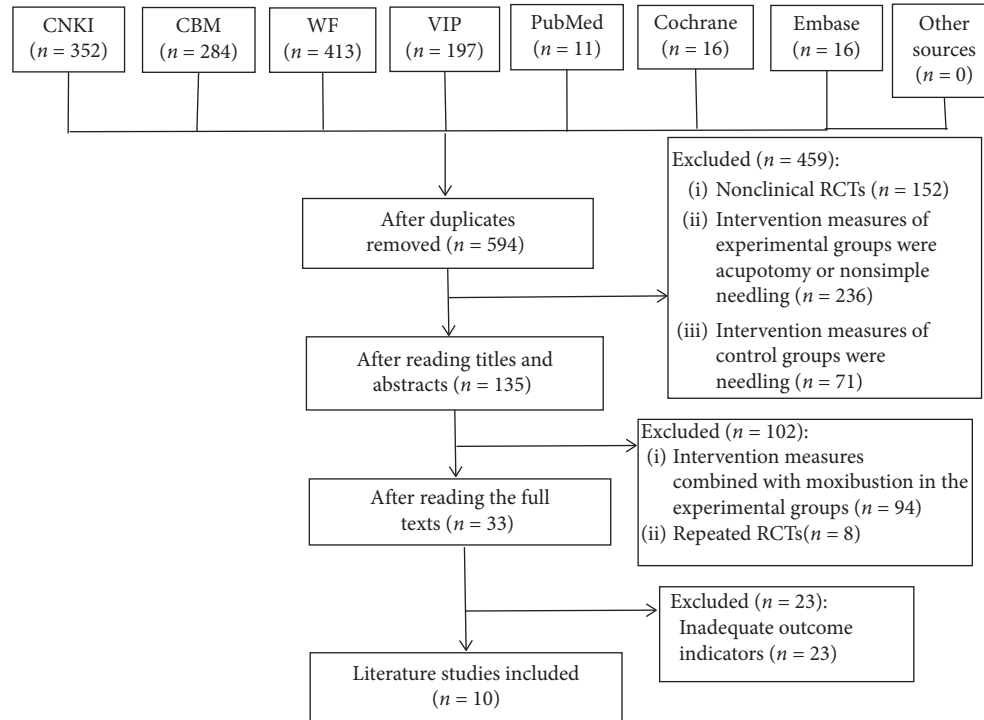 CNKI
(n = 352)
CBM
(n = 284)
WF
(n = 413)
VIP
(n = 197)
PubMed
(n = 11)
Cochrane
(n = 16)
Embase
(n = 16)
Other
sources
(n = 0)
After duplicates
removed (n = 594)
Excluded (n = 459):
(i) Nonclinical RCTs (n = 152)
(ii) Intervention measures of
experimental groups were
acupotomy or nonsimple
needling (n = 236)
(iii) Intervention measures of
control groups were
needling (n = 71)
After reading titles and
abstracts (n = 135)
Excluded (n = 102):
(i) Intervention measures
combined with moxibustion in the
experimental groups (n = 94)
(ii) Repeated RCTs(n = 8)
After reading the full
texts (n = 33)
Excluded (n = 23):
Inadequate outcome
indicators (n = 23)
Literature studies included
(n = 10)